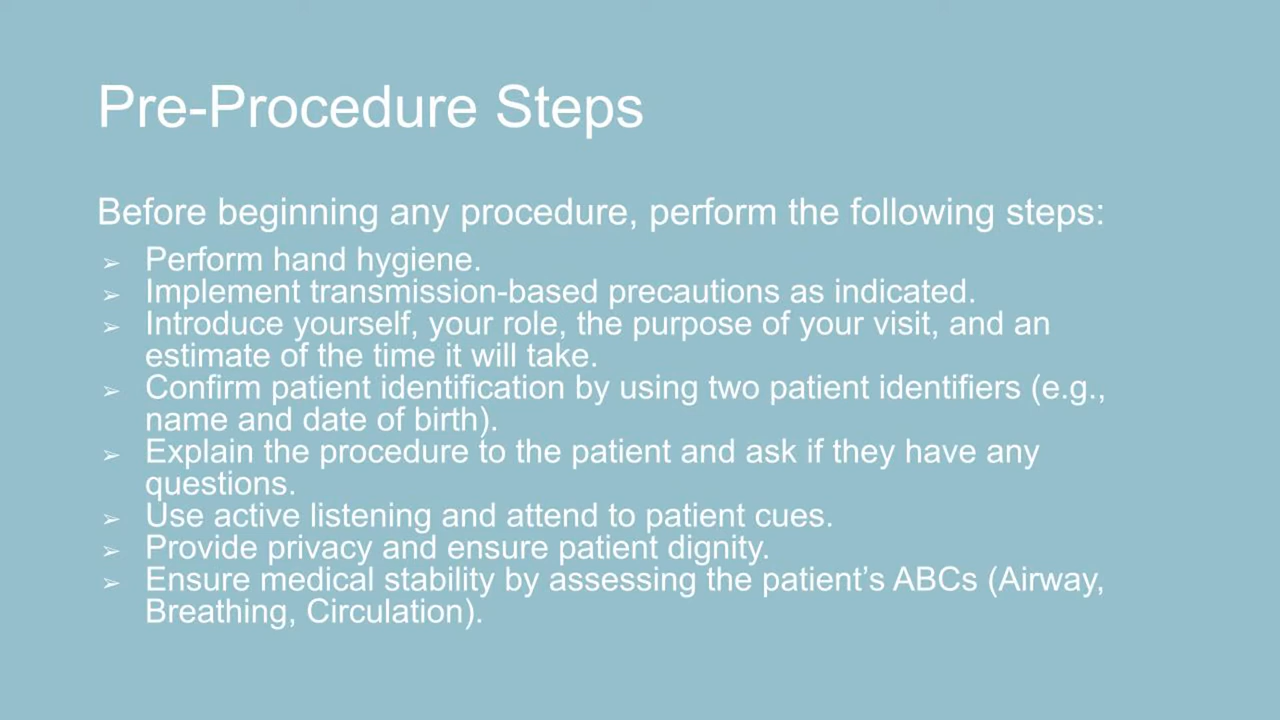 Pre-Procedure Steps
Before beginning any procedure, perform the following steps:
➢ Perform hand hygiene.
➢ Implement transmission-based precautions as indicated.
➢ Introduce yourself, your role, the purpose of your visit, and an
estimate of the time it will take.
➢ Confirm patient identification by using two patient identifiers (e.g.,
name and date of birth).
➢ Explain the procedure to the patient and ask if they have any
questions.
➢ Use active listening and attend to patient cues.
➢ Provide privacy and ensure patient dignity.
➢ Ensure medical stability by assessing the patient’s ABCs (Airway,
Breathing, Circulation).